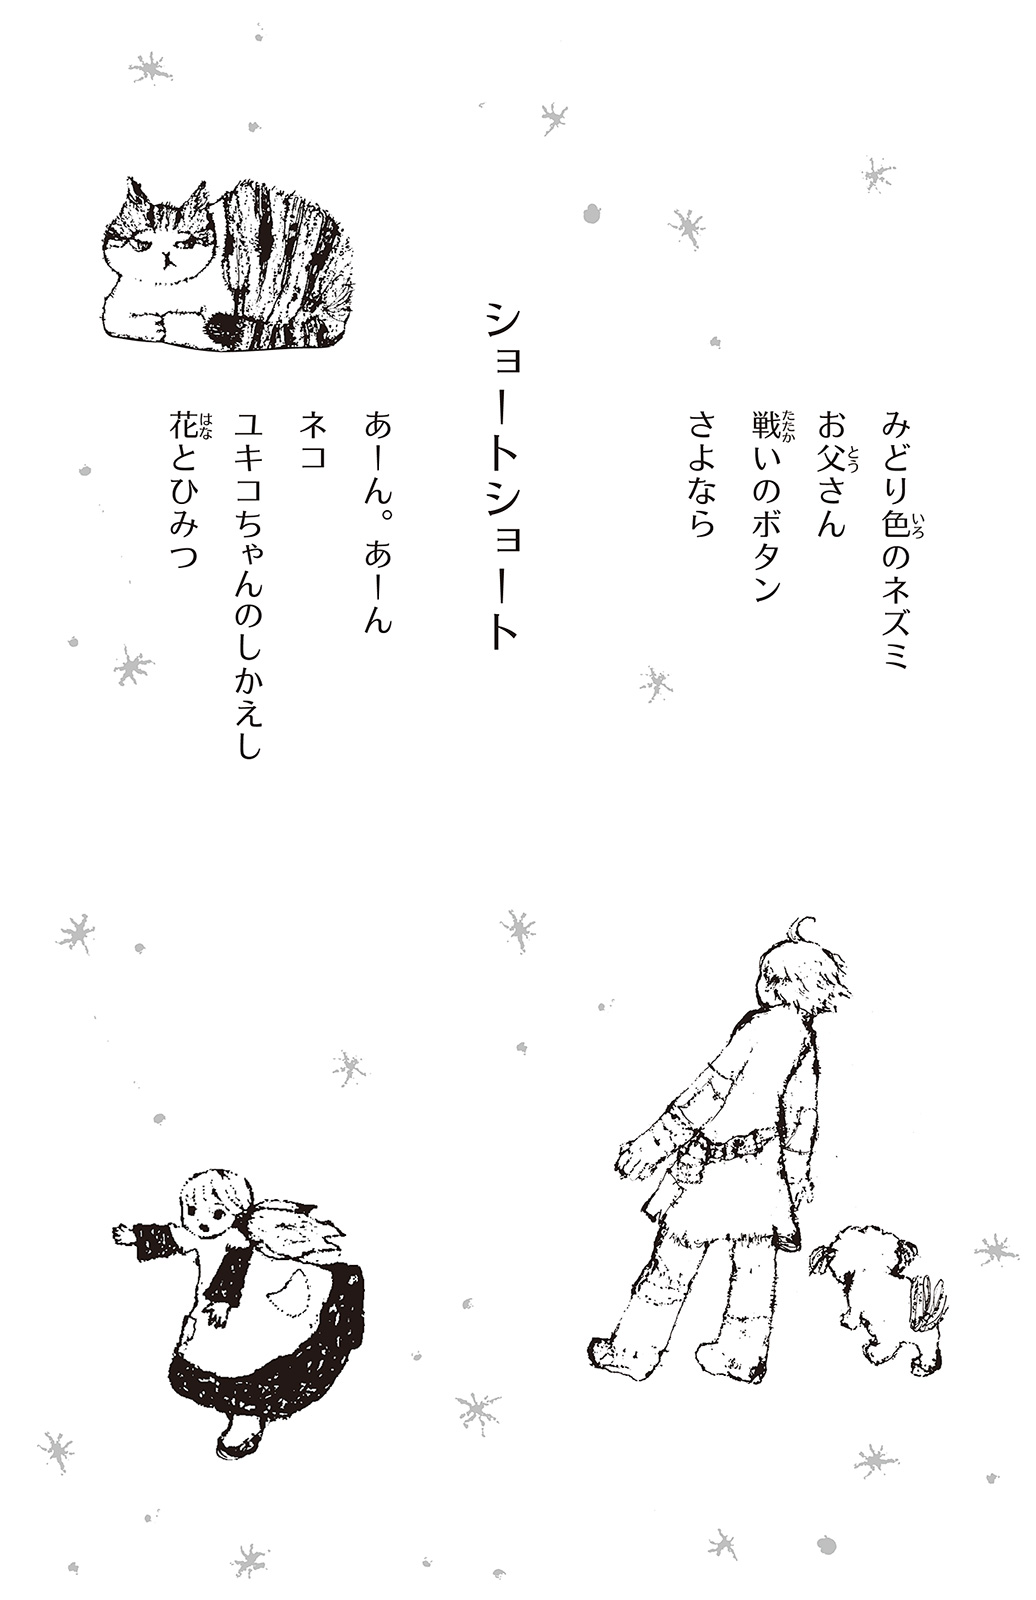 みどり色のネズミ
お父さん
戦いのボタン
さよなら
ショートショート
あーん。あーん
ネコ
ユキコちゃんのしかえし
花とひみつ